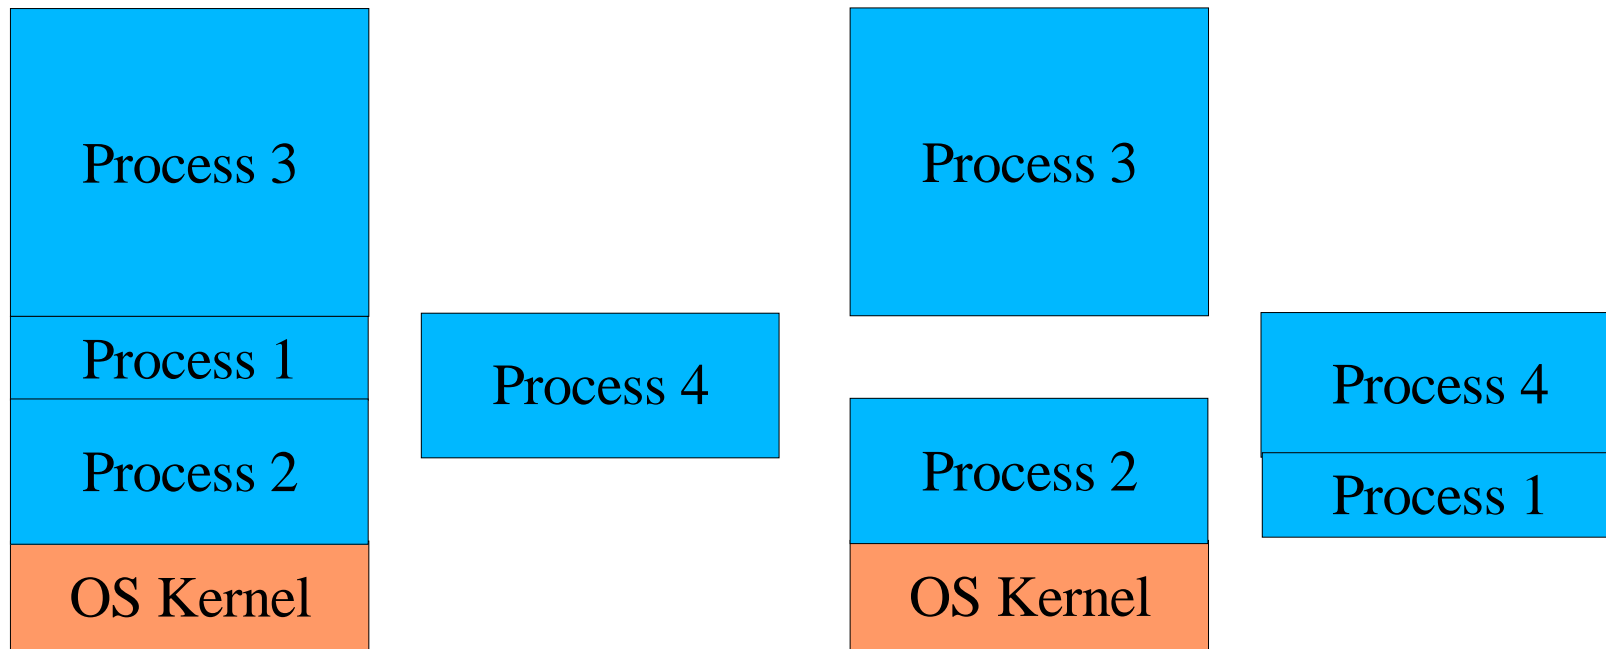 Process 3
Process 1
Process 2
OS Kernel
Process 4
Process 3
Process 2
OS Kernel
Process 4
Process 1